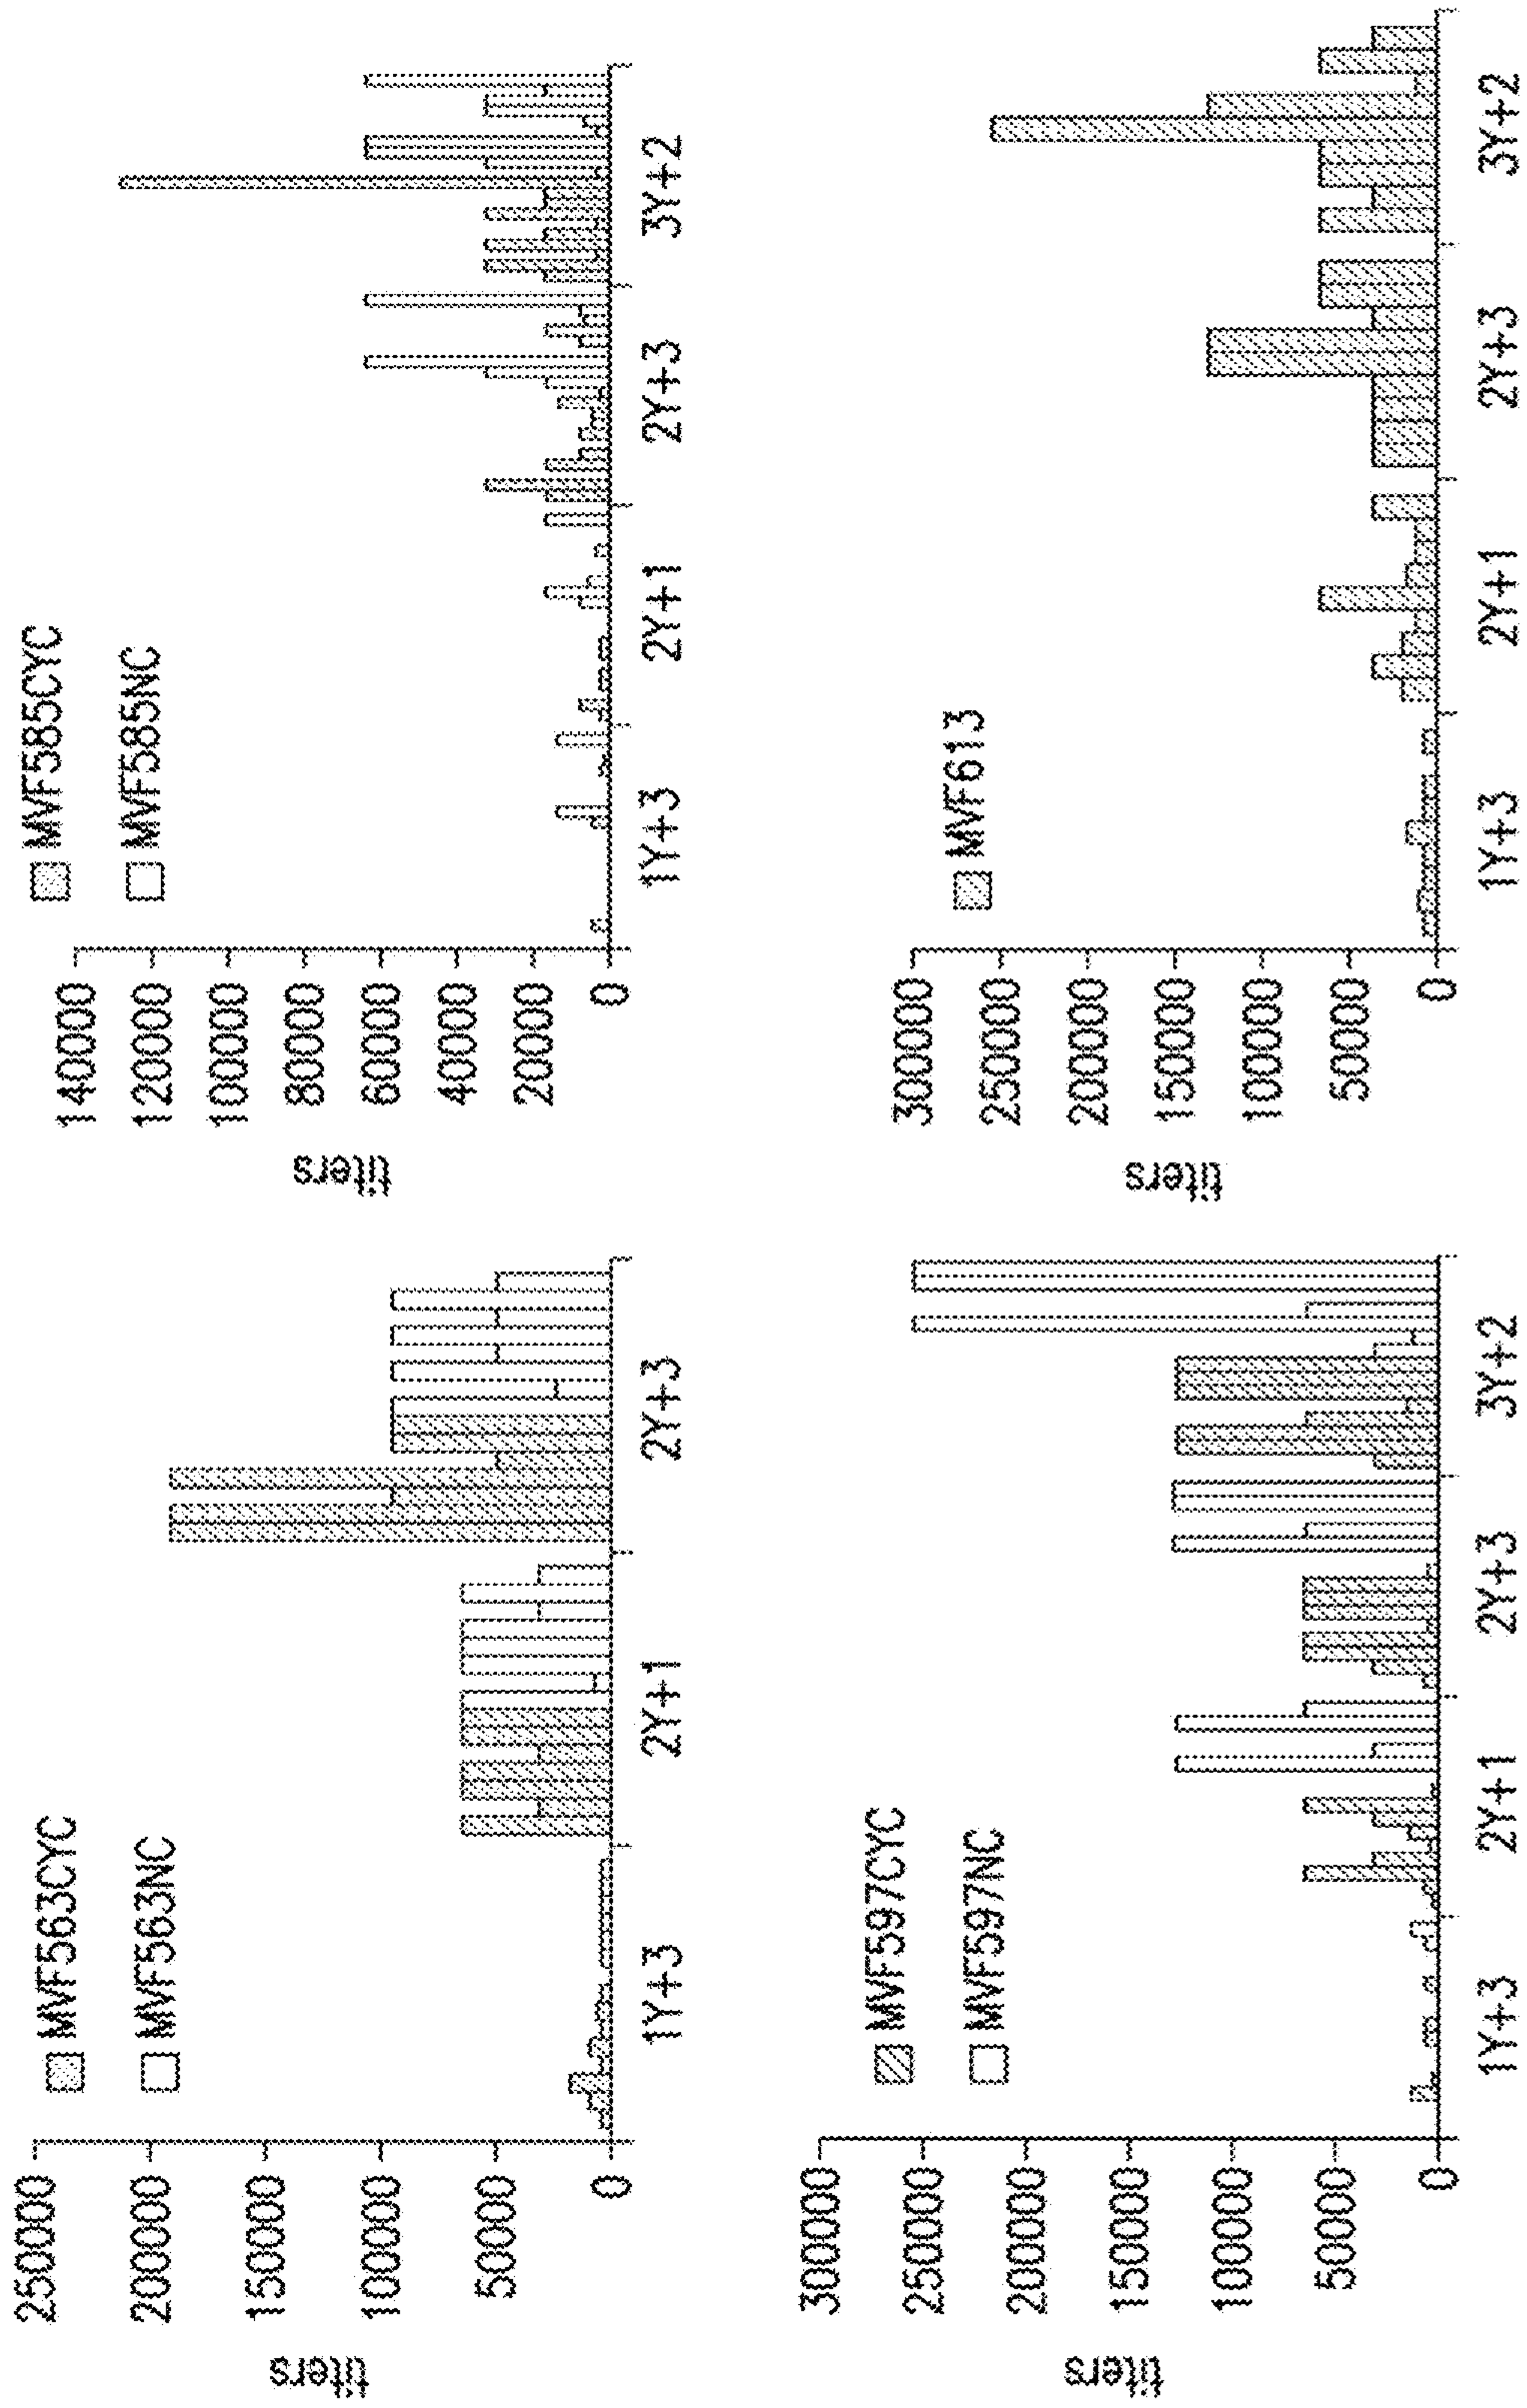 MVF563CYC
MVF563NC
titers
250000
200000
150000
100000
50000
0
1Y+3
2Y+1
2Y+3
MVF585CYC
MVF585NC
titers
140000
120000
100000
80000
60000
40000
20000
0
1Y+3
2Y+1
2Y+3
3Y+2
MVF597CYC
MVF597NC
titers
300000
250000
200000
150000
100000
50000
0
1Y+3
2Y+1
2Y+3
3Y+2
MVF613
titers
300000
250000
200000
150000
100000
50000
0
1Y+3
2Y+1
2Y+3
3Y+2